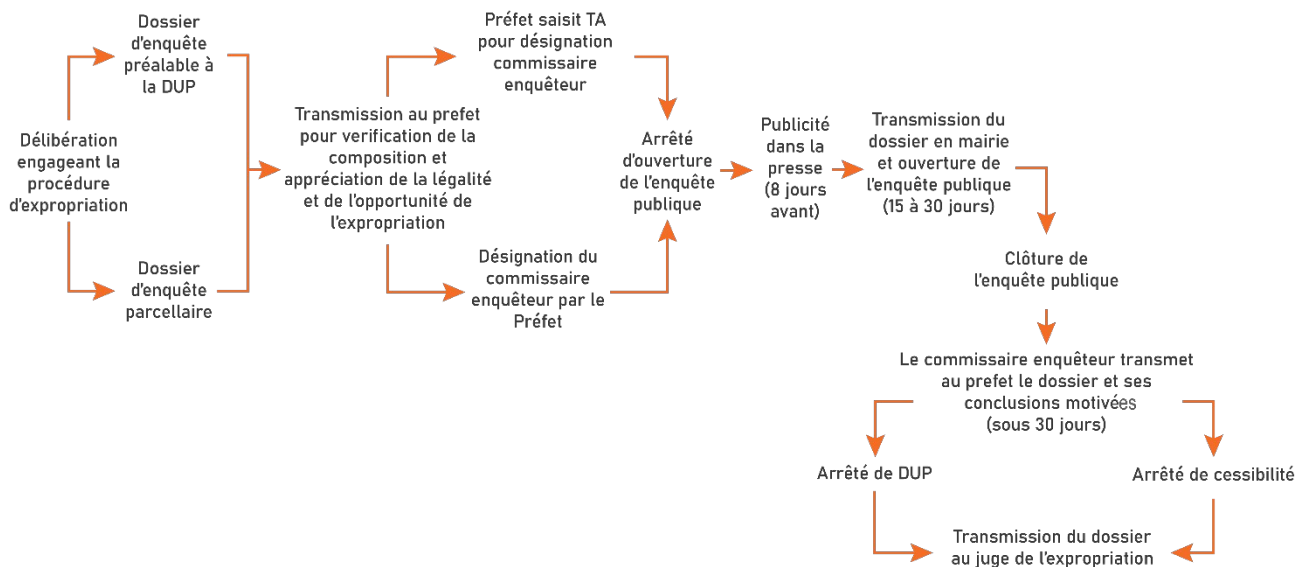 Délibération
engageant la
procédure
d'expropriation
Dossier
d'enquête
préalable à
la DUP
Dossier
d'enquête
parcellaire
Transmission au prefet
pour verification de la
composition et
appréciation de la légalité
et de l'opportunité de
l'expropriation
Préfet saisit TA
pour désignation
commissaire
enquêteur
Désignation du
commissaire
enquêteur par le
Préfet
Arrêté
d'ouverture
de l'enquête
publique
Publicité
dans la
presse
(8 jours
avant)
Transmission du
dossier en mairie
et ouverture de
l'enquête publique
(15 à 30 jours)
Clôture de
l'enquête publique
Le commissaire enquêteur transmet
au prefet le dossier et ses
conclusions motivées
(sous 30 jours)
Arrêté de DUP
Arrêté de cessibilité
Transmission du dossier
au juge de l'expropriation